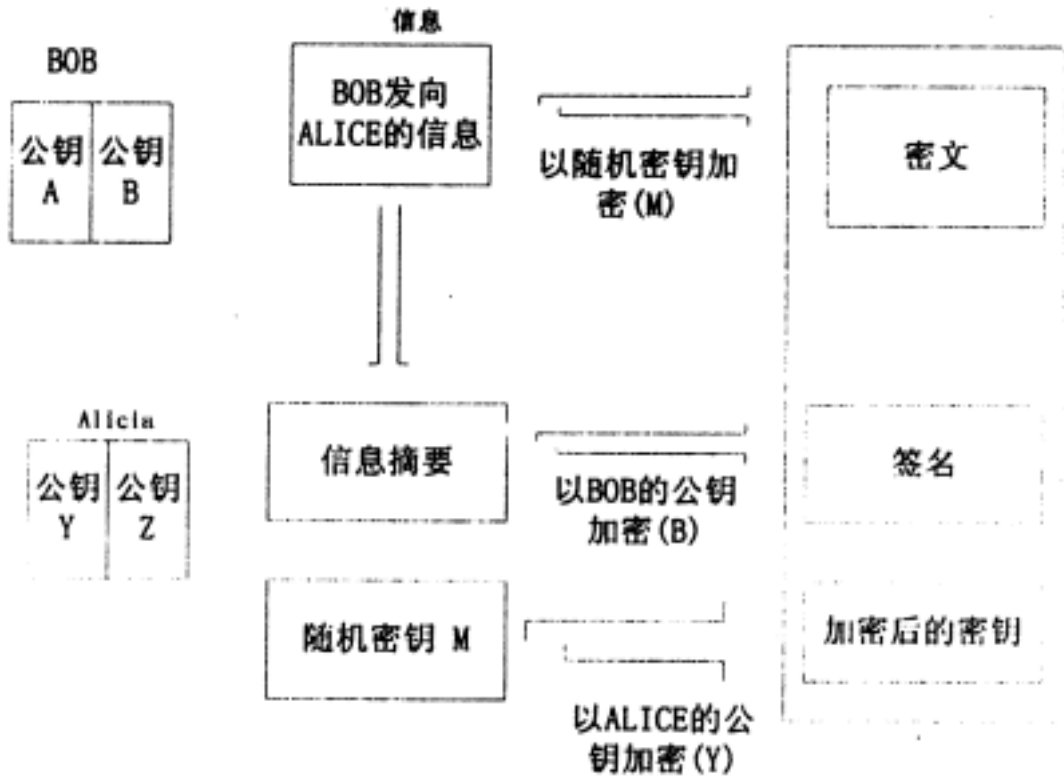 信息
BOB
BOB发向
ALICE的信息
公钥 公钥
A B
以随机密钥加
密(M)
密文
Alicia
公钥 公钥
Y Z
信息摘要
以BOB的公钥
加密(B)
签名
随机密钥 M
加密后的密钥
以ALICE的公
钥加密(Y)